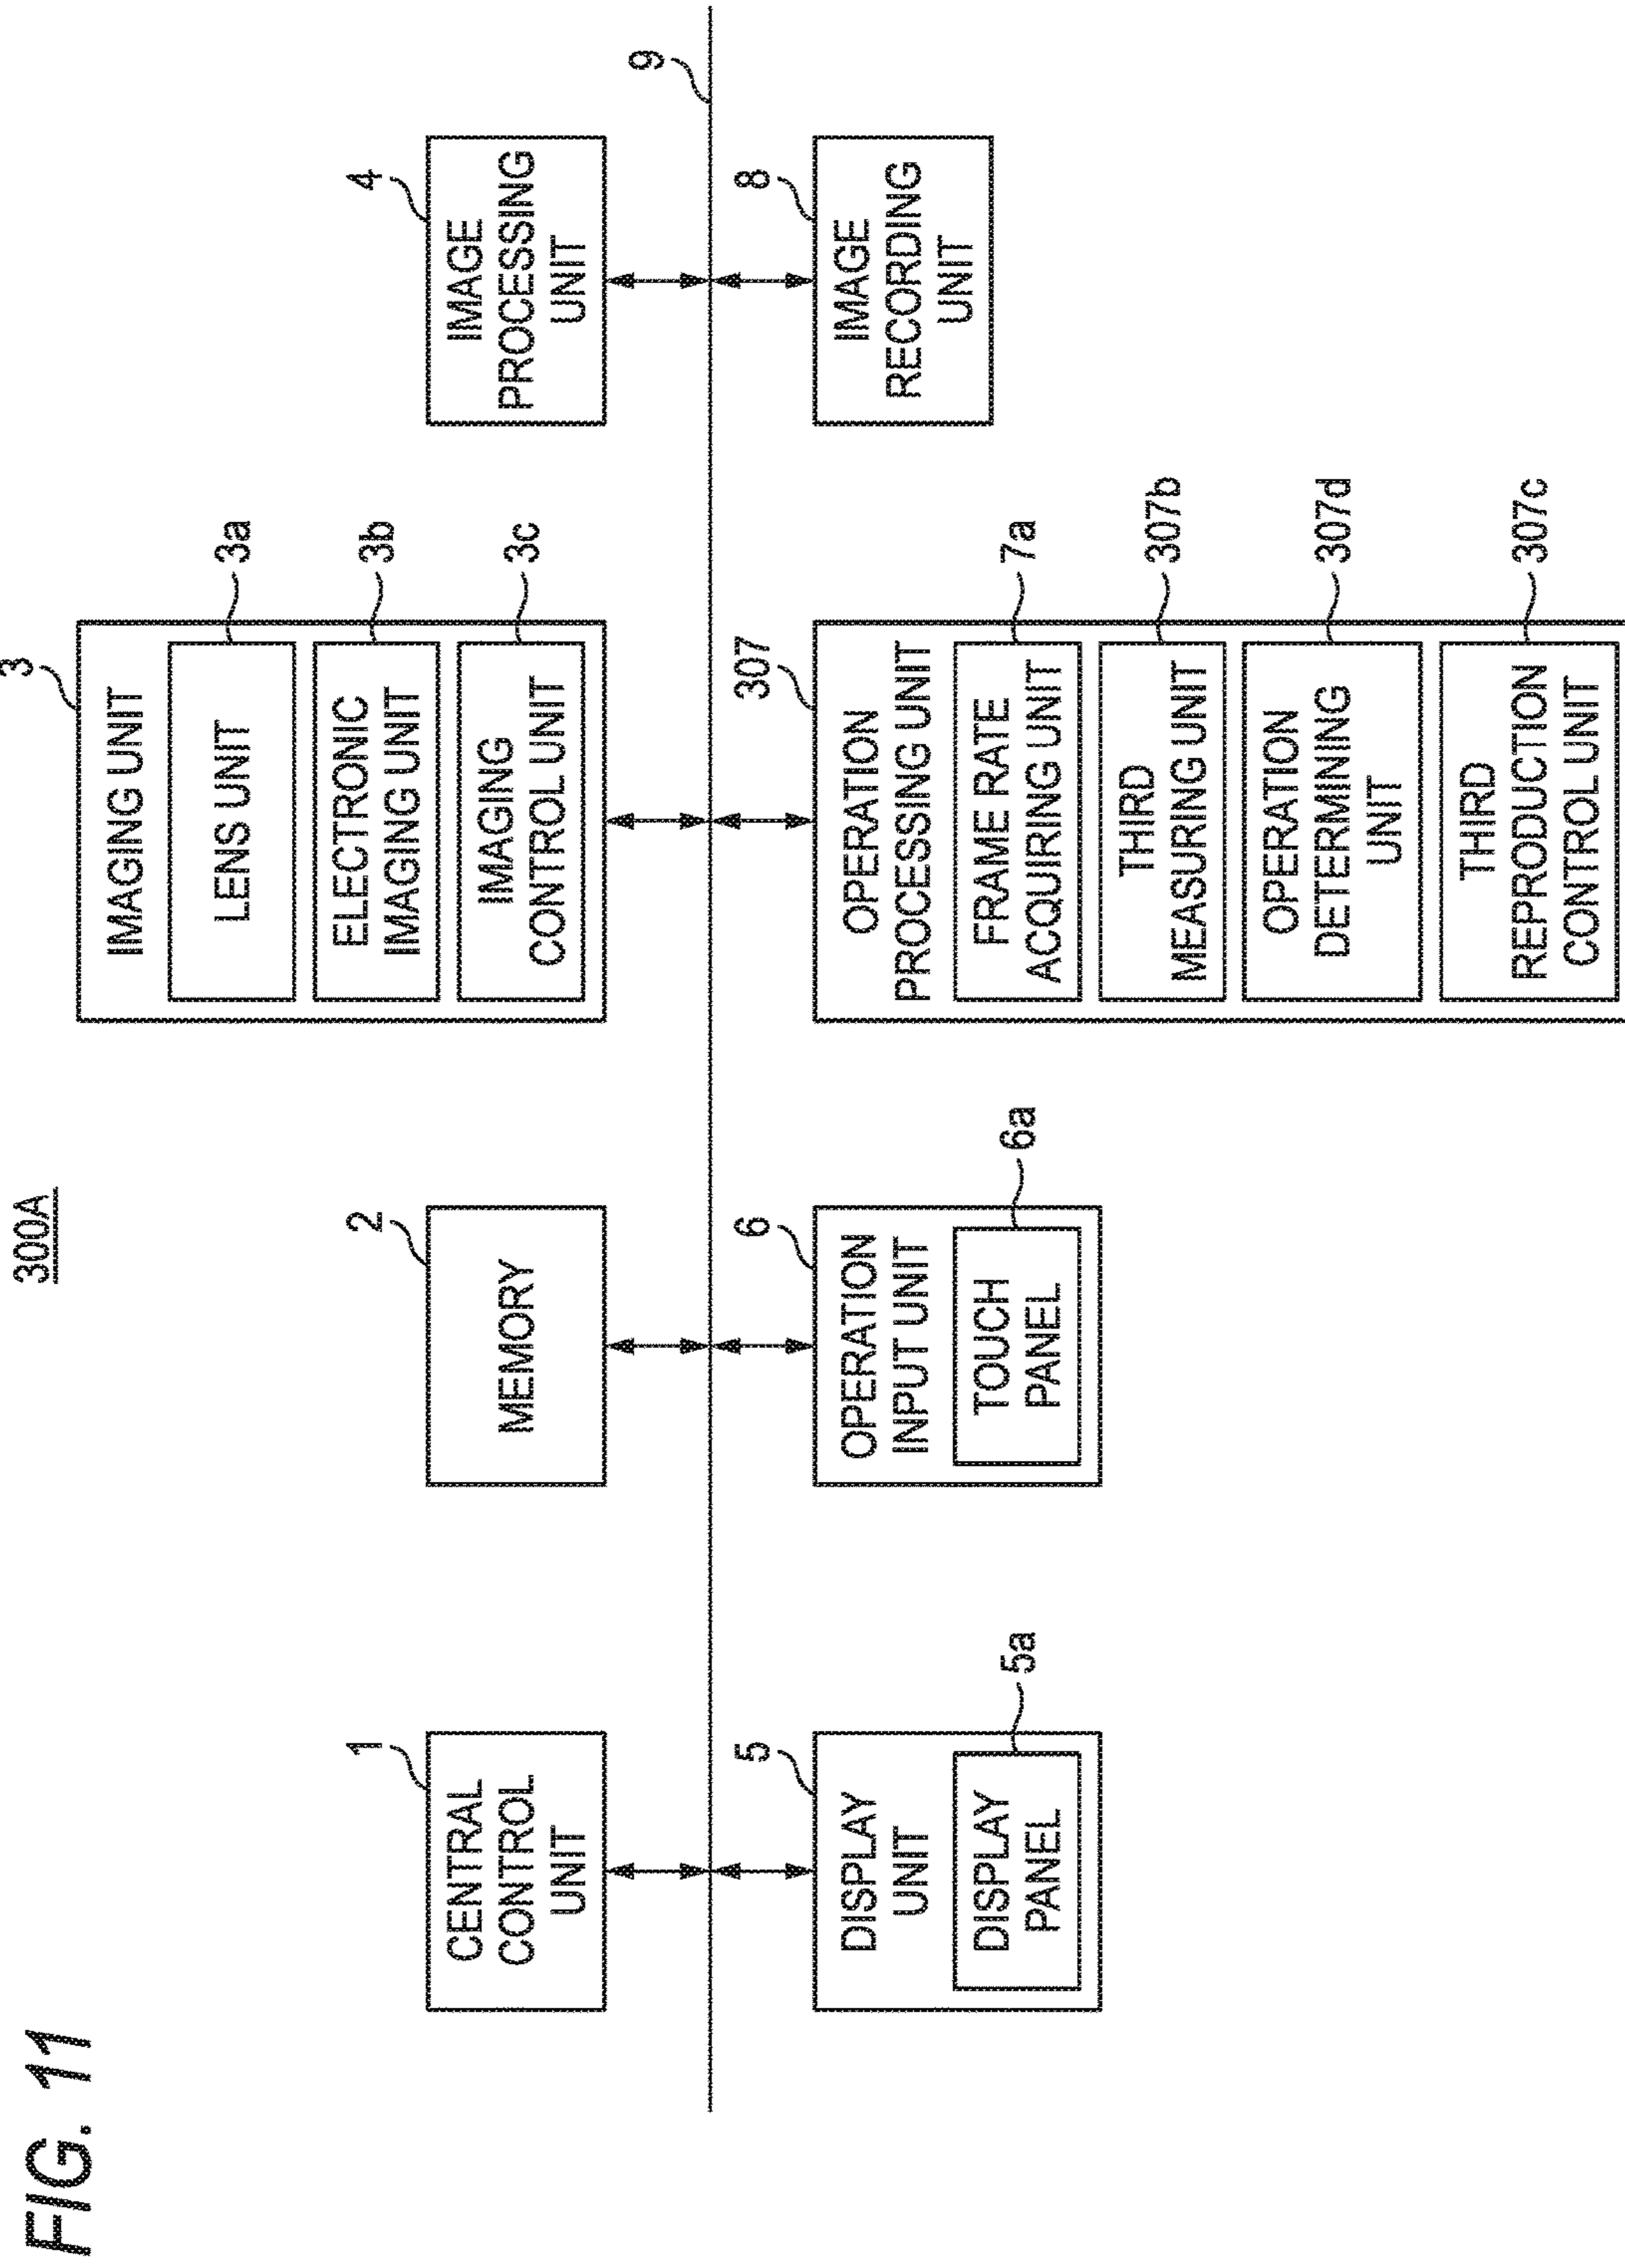 FIG. 11
300A
1
CENTRAL
CONTROL
UNIT
2
MEMORY
3
IMAGING UNIT
LENS UNIT
3a
ELECTRONIC
IMAGING UNIT
3b
IMAGING
CONTROL UNIT
3c
4
IMAGE
PROCESSING
UNIT
9
5
DISPLAY
UNIT
DISPLAY
PANEL
5a
6
OPERATION
INPUT UNIT
TOUCH
PANEL
6a
307
OPERATION
PROCESSING UNIT
FRAME RATE
ACQUIRING UNIT
7a
THIRD
MEASURING UNIT
307b
OPERATION
DETERMINING
UNIT
307d
THIRD
REPRODUCTION
CONTROL UNIT
307c
8
IMAGE
RECORDING
UNIT